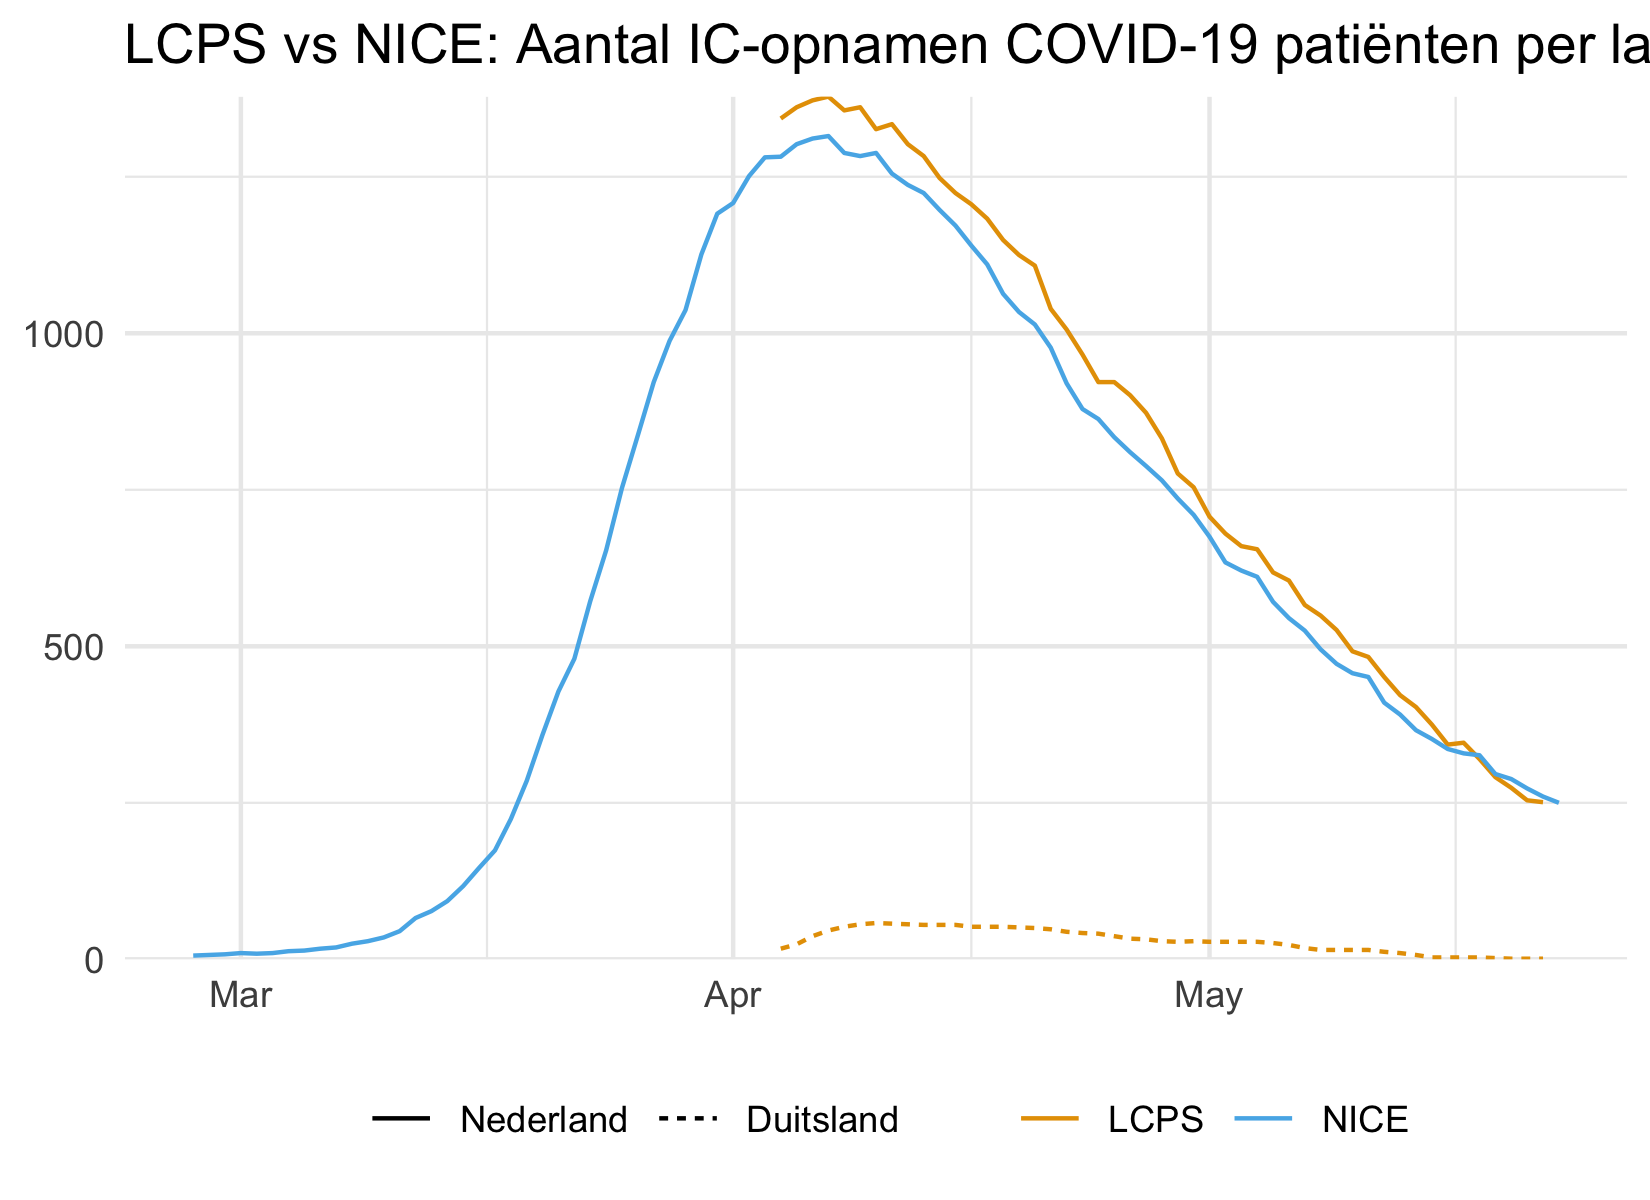 LCPS vs NICE: Aantal IC-opnamen COVID-19 patiënten per la
1000
500
0
Mar Apr May
Nederland Duitsland LCPS NICE